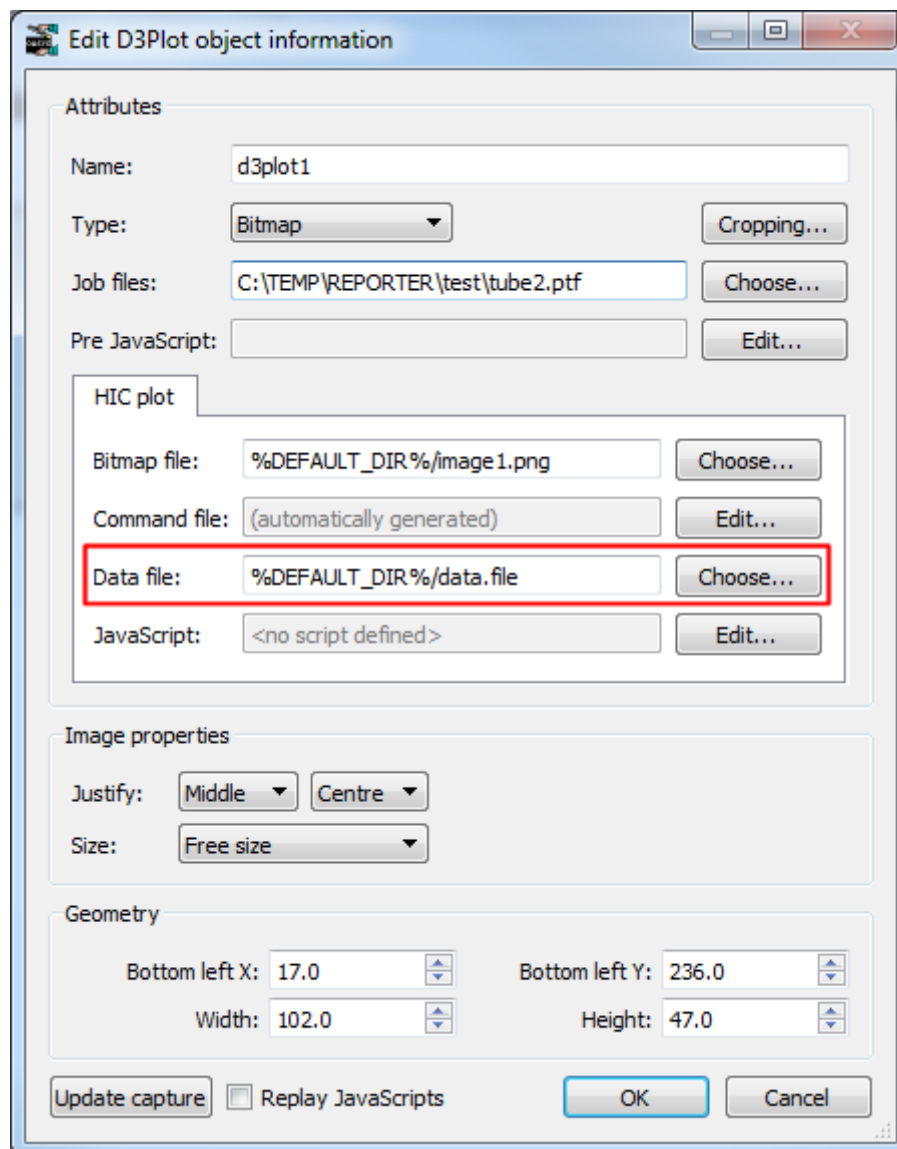 Edit D3Plot object information
Attributes
Name: d3plot1
Type: Bitmap Cropping...
Job files: C:\TEMP\REPORTER\test\tube2.ptf Choose...
Pre JavaScript: Edit...
HIC plot
Bitmap file: %DEFAULT_DIR%/image1.png Choose...
Command file: (automatically generated) Edit...
Data file: %DEFAULT_DIR%/data.file Choose...
JavaScript: <no script defined> Edit...
Image properties
Justify: Middle Centre
Size: Free size
Geometry
Bottom left X: 17.0 Bottom left Y: 236.0
Width: 102.0 Height: 47.0
Update capture Replay JavaScripts OK Cancel